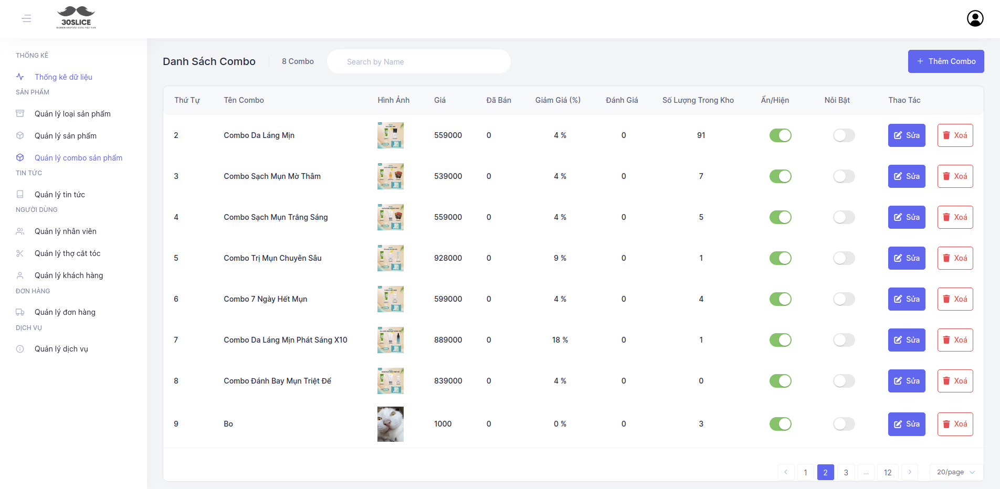 30SLICE
BARBER SHOP HÀNG ĐẦU VIỆT NAM
THỐNG KÊ
Thống kê dữ liệu
SẢN PHẨM
Quản lý loại sản phẩm
Quản lý sản phẩm
Quản lý combo sản phẩm
TIN TỨC
Quản lý tin tức
NGƯỜI DÙNG
Quản lý nhân viên
Quản lý thợ cắt tóc
Quản lý khách hàng
ĐƠN HÀNG
Quản lý đơn hàng
DỊCH VỤ
Quản lý dịch vụ
Danh Sách Combo 8 Combo Search by Name + Thêm Combo
Thứ Tự Tên Combo Hình Ảnh Giá Đã Bán Giảm Giá (%) Đánh Giá Số Lượng Trong Kho Ẩn/Hiện Nổi Bật Thao Tác
2 Combo Da Láng Mịn 559000 0 4 % 0 91 Sửa Xoá
3 Combo Sạch Mụn Mờ Thâm 539000 0 4 % 0 7 Sửa Xoá
4 Combo Sạch Mụn Trắng Sáng 559000 0 4 % 0 5 Sửa Xoá
5 Combo Trị Mụn Chuyên Sâu 928000 0 9 % 0 1 Sửa Xoá
6 Combo 7 Ngày Hết Mụn 599000 0 4 % 0 4 Sửa Xoá
7 Combo Da Láng Mịn Phát Sáng X10 889000 0 18 % 0 1 Sửa Xoá
8 Combo Đánh Bay Mụn Triệt Để 839000 0 4 % 0 0 Sửa Xoá
9 Bo 1000 0 0 % 0 3 Sửa Xoá
1 2 3 ... 12 20/page